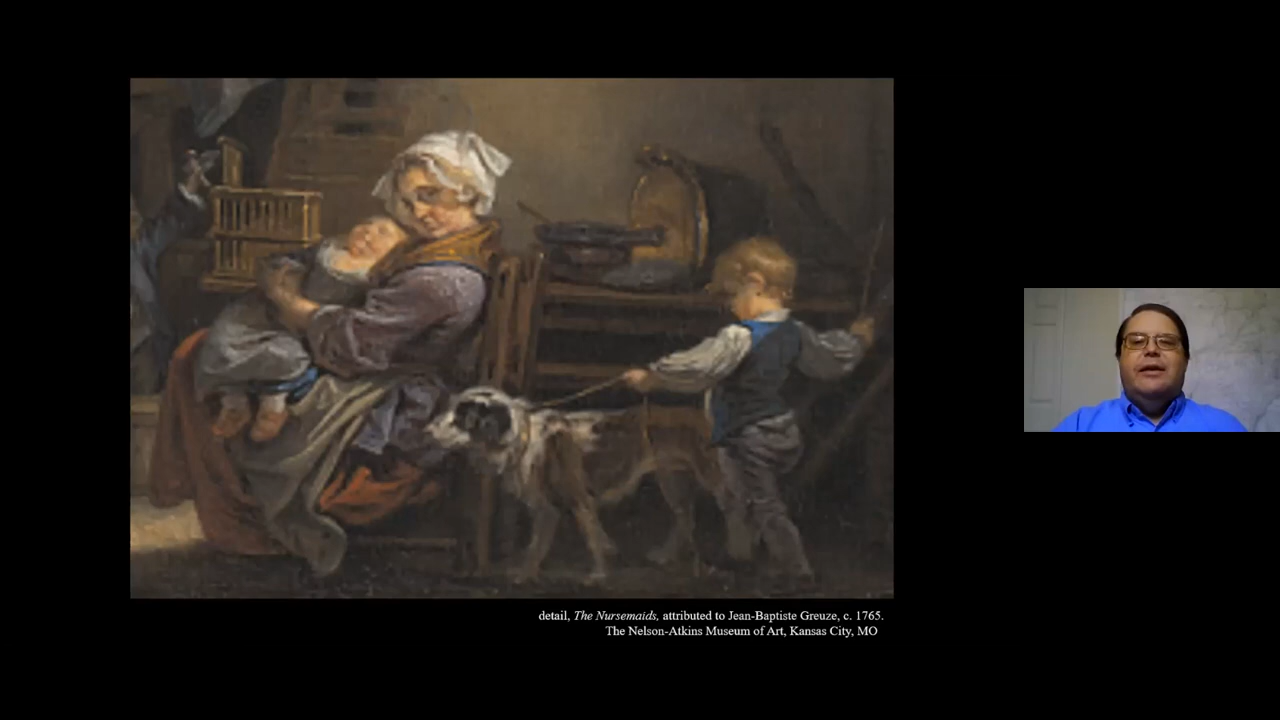 detail, The Nursemaids, attributed to Jean-Baptiste Greuze, c. 1765.
The Nelson-Atkins Museum of Art, Kansas City, MO